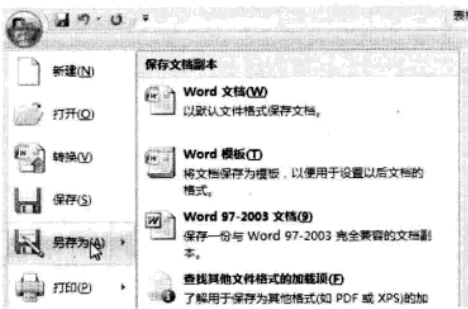 表格
新建(N)
打开(O)
转换(V)
保存(S)
另存为(A)
打印(P)
保存文档副本
Word 文档(W)
以默认文件格式保存文档。
Word 模板(T)
将文档保存为模板，以便用于设置以后文档的
格式。
Word 97-2003 文档(9)
保存一份与 Word 97-2003 完全兼容的文档副
本。
查找其他文件格式的加载项(F)
了解用于保存为其他格式(如 PDF 或 XPS)的加